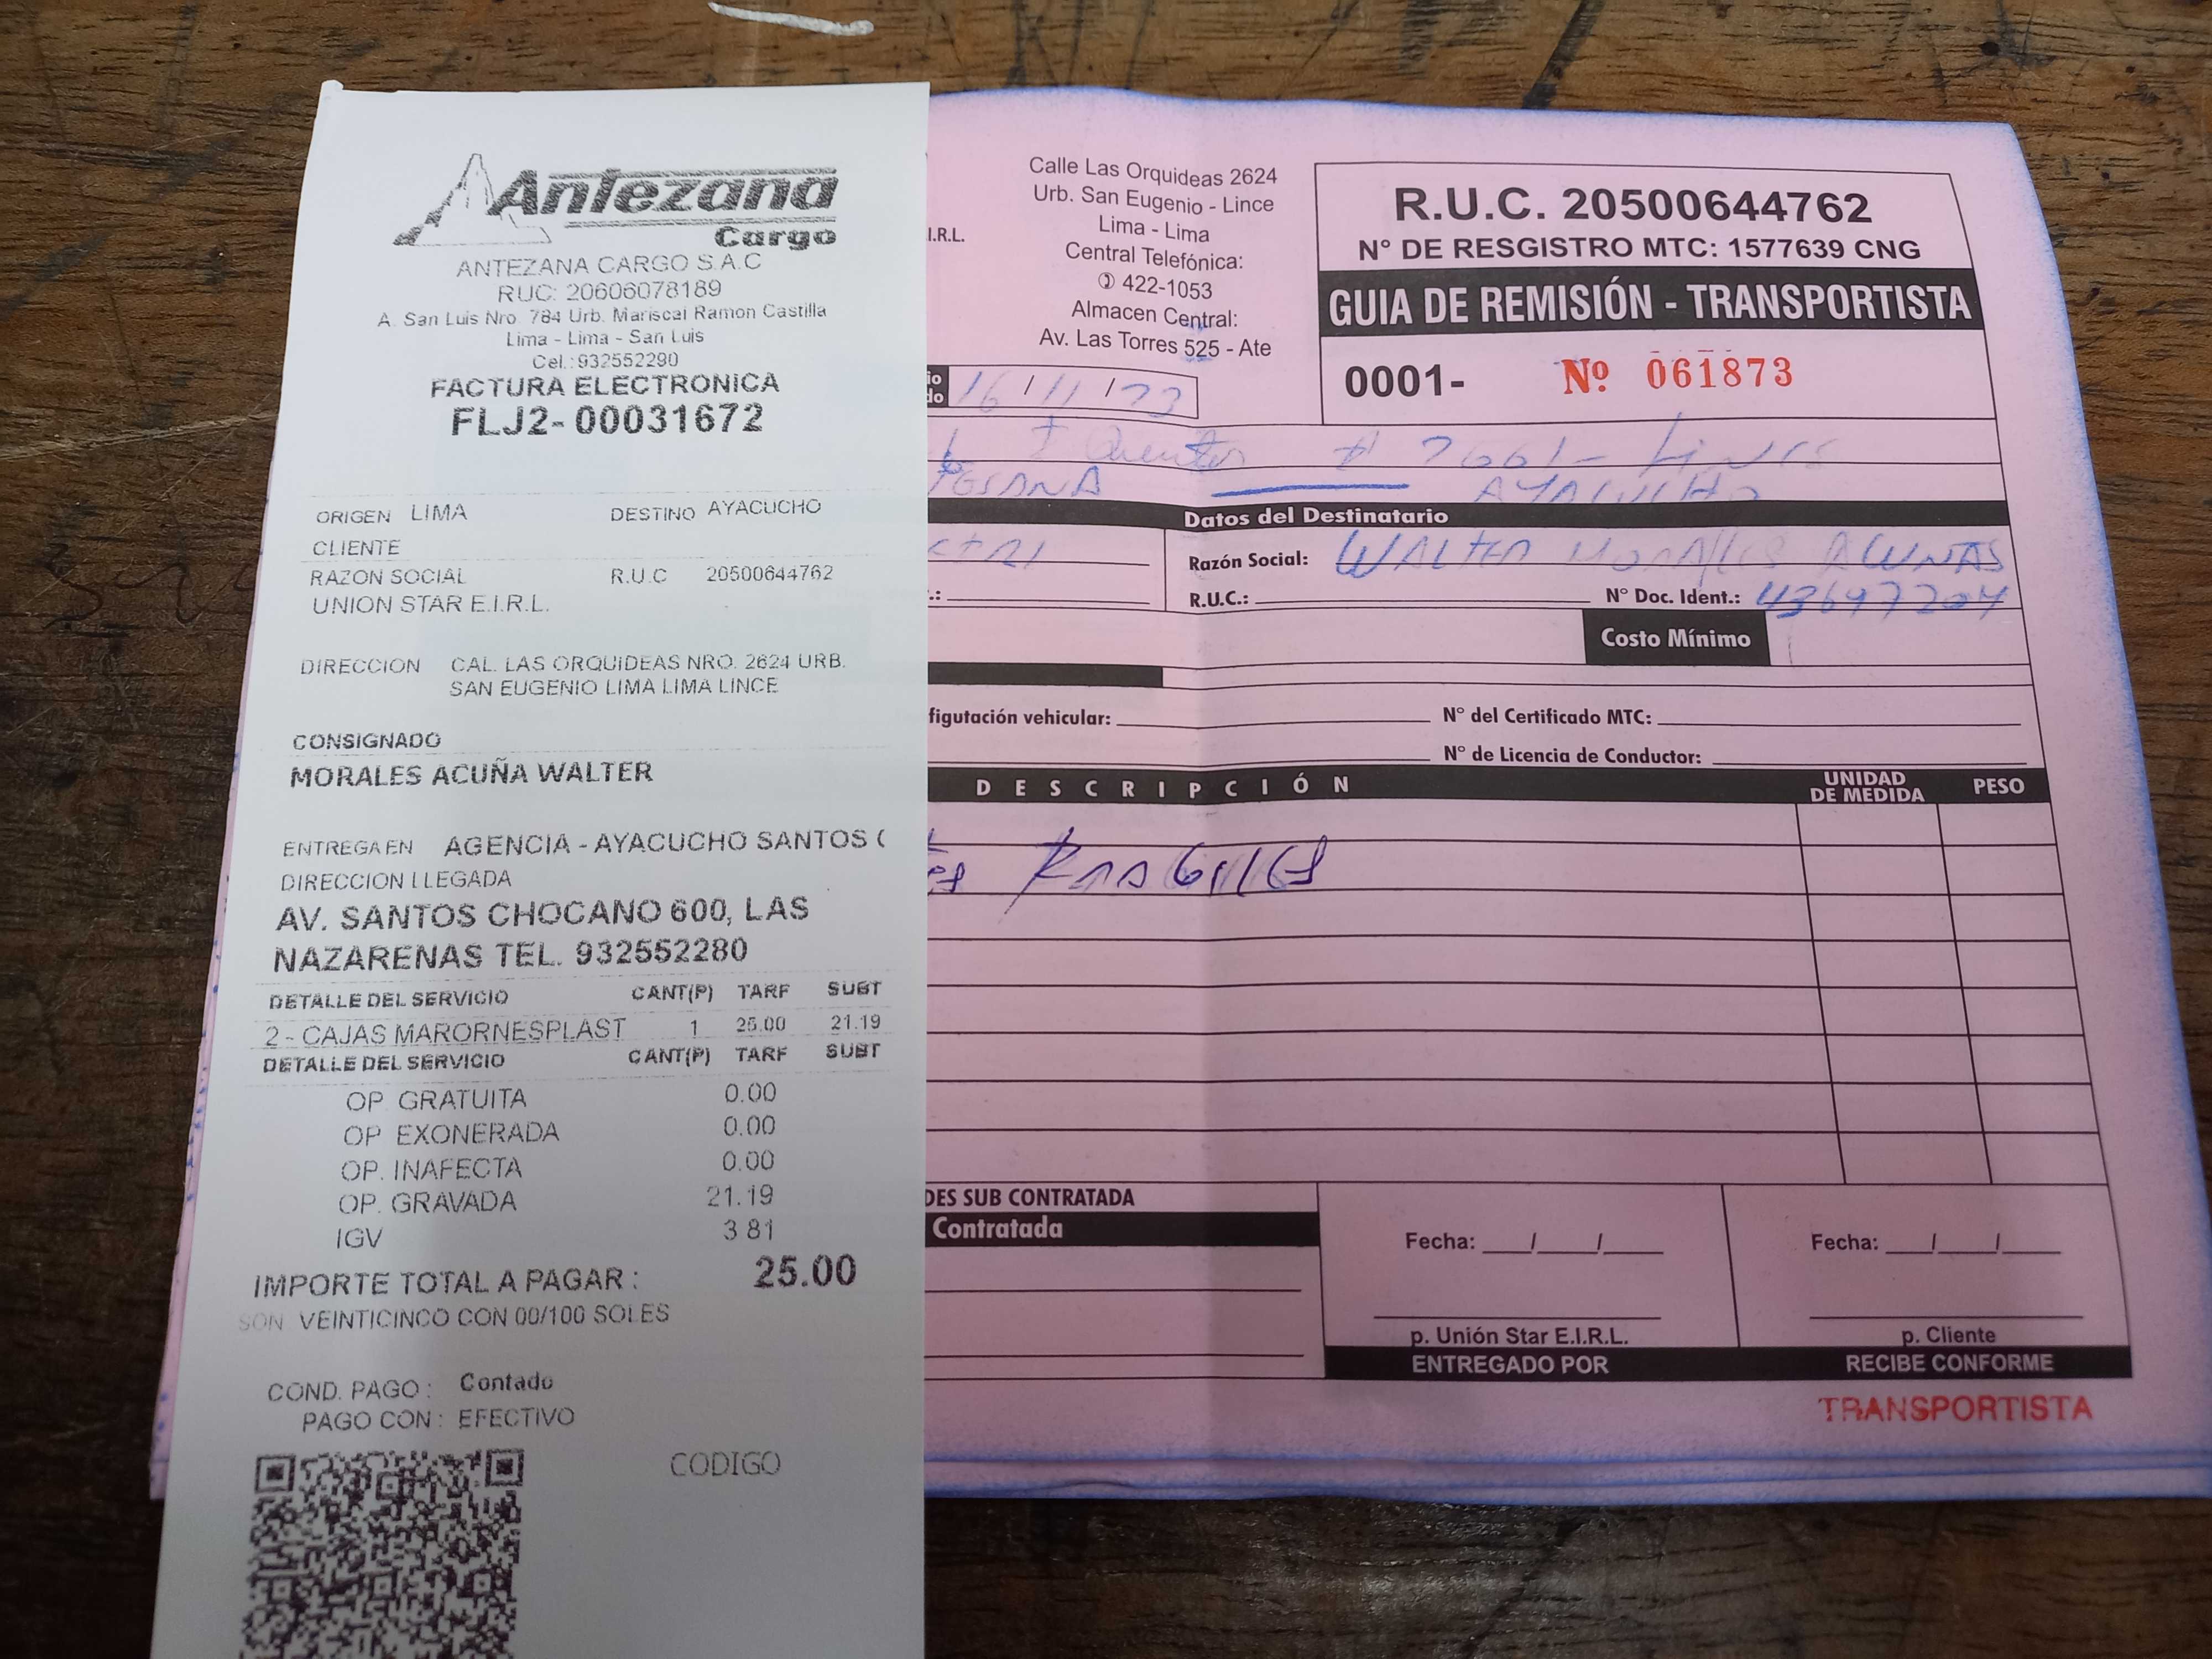 Antezana
Cargo
ANTEZANA CARGO S.A.C
RUC: 20606078189
A. San Luis Nro. 784 Urb. Mariscal Ramon Castilla
Lima - Lima - San Luis
Cel.:932552290
FACTURA ELECTRONICA
FLJ2- 00031672
ORIGEN LIMA DESTINO AYACUCHO
CLIENTE
RAZON SOCIAL R.U.C 20500644762
UNION STAR E.I.R.L.
DIRECCION CAL. LAS ORQUIDEAS NRO. 2624 URB.
SAN EUGENIO LIMA LIMA LINCE
CONSIGNADO
MORALES ACUÑA WALTER
ENTREGA EN AGENCIA - AYACUCHO SANTOS (
DIRECCION LLEGADA
AV. SANTOS CHOCANO 600, LAS
NAZARENAS TEL. 932552280
DETALLE DEL SERVICIO CANT(P) TARF SUBT
2 - CAJAS MARORNESPLAST 1 25.00 21.19
DETALLE DEL SERVICIO CANT(P) TARF SUBT
OP. GRATUITA 0.00
OP EXONERADA 0.00
OP. INAFECTA 0.00
OP. GRAVADA 21.19
IGV 3.81
IMPORTE TOTAL A PAGAR : 25.00
SON VEINTICINCO CON 00/100 SOLES
COND. PAGO : Contado
PAGO CON : EFECTIVO
CODIGO
I.R.L.
Calle Las Orquideas 2624
Urb. San Eugenio - Lince
Lima - Lima
Central Telefónica:
422-1053
Almacen Central:
Av. Las Torres 525 - Ate
R.U.C. 20500644762
N° DE RESGISTRO MTC: 1577639 CNG
GUIA DE REMISIÓN - TRANSPORTISTA
0001- Nº 061873
io
do
16 / 11 / 23
AYACUCHO
Datos del Destinatario
Razón Social: WALTER MORALES
.: R.U.C.: N° Doc. Ident.: 43697204
Costo Mínimo
figutación vehicular: N° del Certificado MTC:
N° de Licencia de Conductor:
DESCRIPCIÓN UNIDAD DE MEDIDA PESO
DES SUB CONTRATADA
Contratada
Fecha: / / Fecha: / /
p. Unión Star E.I.R.L. p. Cliente
ENTREGADO POR RECIBE CONFORME
TRANSPORTISTA